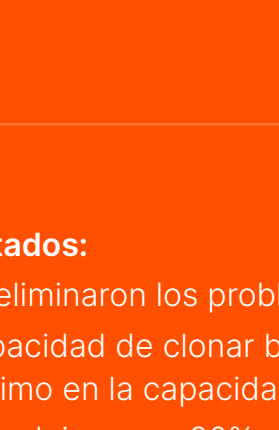 tados:
eliminaron los probl
pacidad de clonar b
imo en la capacida